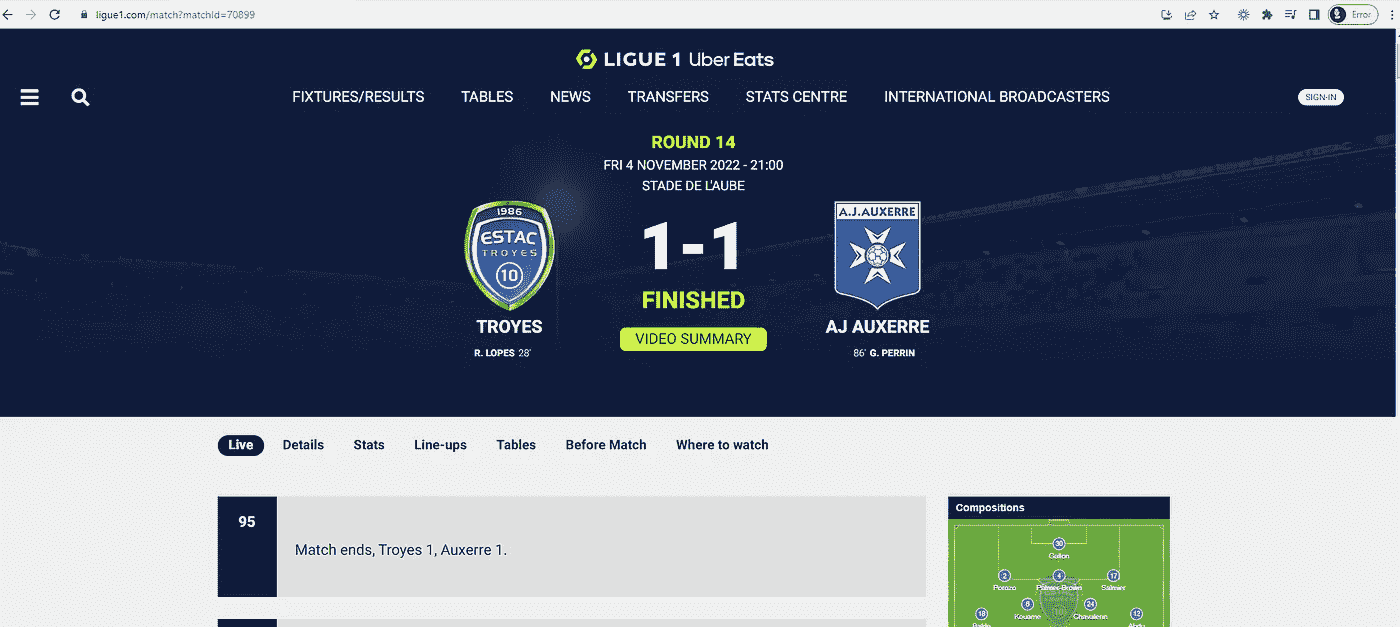 ligue1.com/match?matchId=70899
Error
LIGUE 1 Uber Eats
FIXTURES/RESULTS TABLES NEWS TRANSFERS STATS CENTRE INTERNATIONAL BROADCASTERS
SIGN-IN
ROUND 14
FRI 4 NOVEMBER 2022 - 21:00
STADE DE L'AUBE
1986
ESTAC
TROYES
10
1-1
A.J.AUXERRE
FINISHED
TROYES
AJ AUXERRE
VIDEO SUMMARY
R. LOPES 28'
86' G. PERRIN
Live Details Stats Line-ups Tables Before Match Where to watch
95
Match ends, Troyes 1, Auxerre 1.
Compositions
30
Gallon
2 4 17
Porozo Palmer-Brown Salmier
8 24
Kouame Chavalerin
18 12
Baldé Abdu